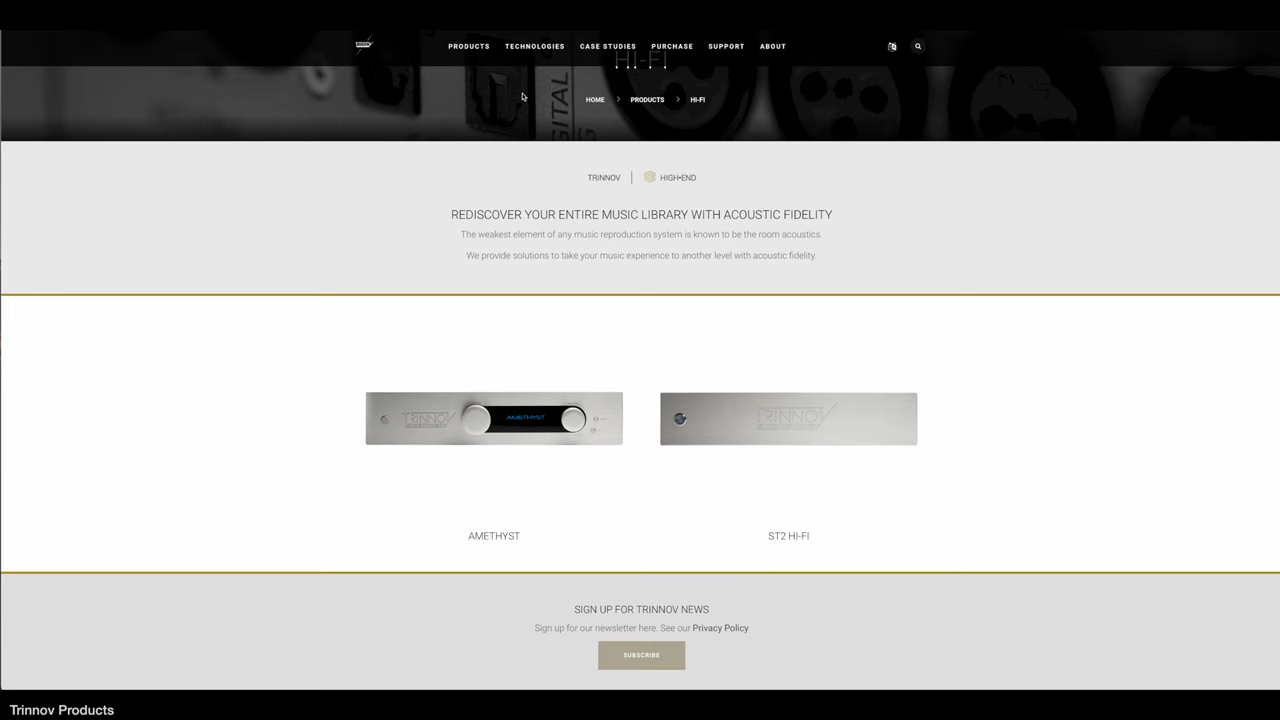 PRODUCTS TECHNOLOGIES CASE STUDIES PURCHASE SUPPORT ABOUT
HI-FI
HOME > PRODUCTS > HI-FI
TRINNOV | HIGH•END
REDISCOVER YOUR ENTIRE MUSIC LIBRARY WITH ACOUSTIC FIDELITY
The weakest element of any music reproduction system is known to be the room acoustics.
We provide solutions to take your music experience to another level with acoustic fidelity.
TRINNOV AMETHYST TRINNOV
AMETHYST ST2 HI-FI
SIGN UP FOR TRINNOV NEWS
Sign up for our newsletter here. See our Privacy Policy
SUBSCRIBE
Trinnov Products